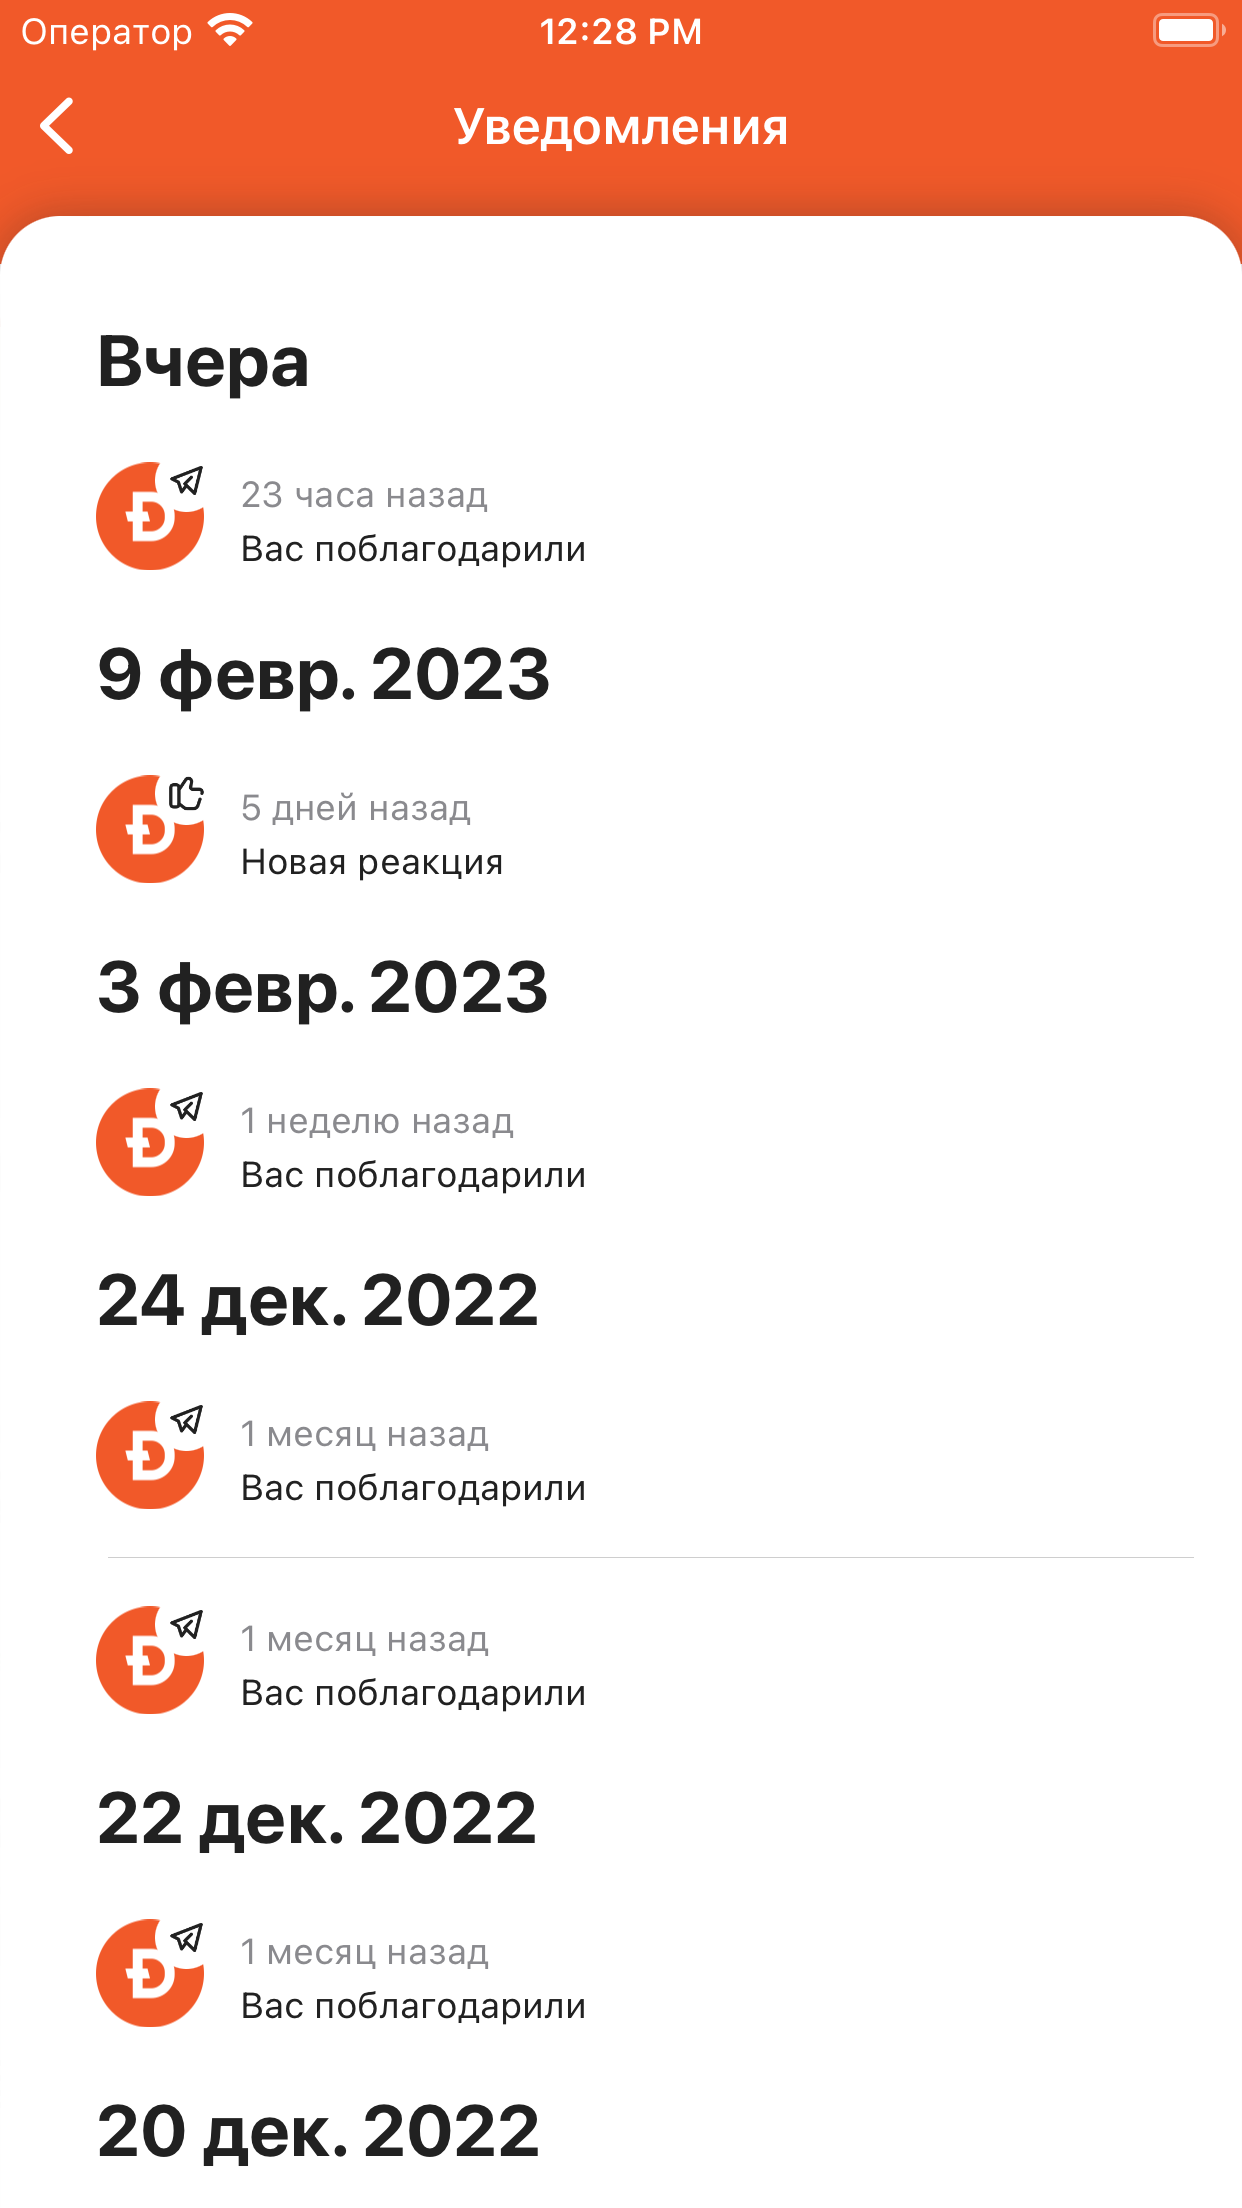 Оператор 12:28 PM
Уведомления
Вчера
23 часа назад
Вас поблагодарили
9 февр. 2023
5 дней назад
Новая реакция
3 февр. 2023
1 неделю назад
Вас поблагодарили
24 дек. 2022
1 месяц назад
Вас поблагодарили
1 месяц назад
Вас поблагодарили
22 дек. 2022
1 месяц назад
Вас поблагодарили
20 дек. 2022